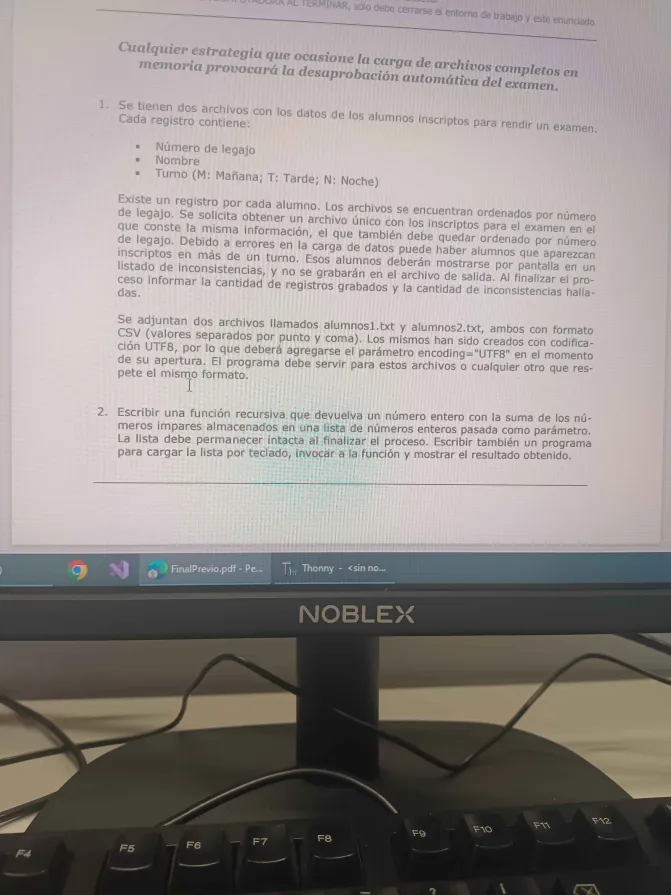 AL TERMINAR, sólo debe cerrarse el entorno de trabajo y este enunciado.
Cualquier estrategia que ocasione la carga de archivos completos en
memoria provocará la desaprobación automática del examen.
1. Se tienen dos archivos con los datos de los alumnos inscriptos para rendir un examen.
Cada registro contiene:
• Número de legajo
• Nombre
• Turno (M: Mañana; T: Tarde; N: Noche)
Existe un registro por cada alumno. Los archivos se encuentran ordenados por número
de legajo. Se solicita obtener un archivo único con los inscriptos para el examen en el
que conste la misma información, el que también debe quedar ordenado por número
de legajo. Debido a errores en la carga de datos puede haber alumnos que aparezcan
inscriptos en más de un turno. Esos alumnos deberán mostrarse por pantalla en un
listado de inconsistencias, y no se grabarán en el archivo de salida. Al finalizar el pro-
ceso informar la cantidad de registros grabados y la cantidad de inconsistencias halla-
das.
Se adjuntan dos archivos llamados alumnos1.txt y alumnos2.txt, ambos con formato
CSV (valores separados por punto y coma). Los mismos han sido creados con codifica-
ción UTF8, por lo que deberá agregarse el parámetro encoding="UTF8" en el momento
de su apertura. El programa debe servir para estos archivos o cualquier otro que res-
pete el mismo formato.
2. Escribir una función recursiva que devuelva un número entero con la suma de los nú-
meros impares almacenados en una lista de números enteros pasada como parámetro.
La lista debe permanecer intacta al finalizar el proceso. Escribir también un programa
para cargar la lista por teclado, invocar a la función y mostrar el resultado obtenido.
FinalPrevio.pdf - Pe...
Thonny - <sin no...
NOBLEX
F4
F5
F6
F7
F8
F9
F10
F11
F12